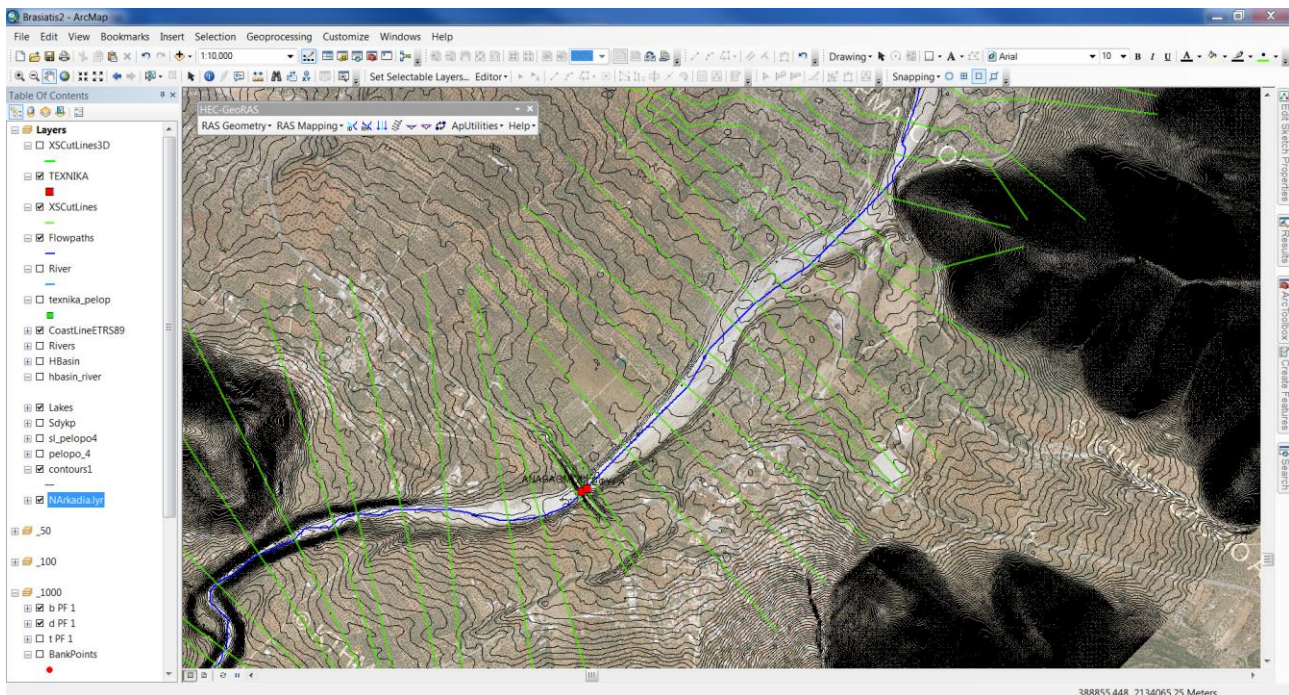 Brasiatis2 - ArcMap
File Edit View Bookmarks Insert Selection Geoprocessing Customize Windows Help
1:10,000 Drawing Arial 10 B I U A
Set Selectable Layers... Editor Snapping
Table Of Contents
Layers
XSCutLines3D
TEXNIKA
XSCutLines
Flowpaths
River
texnika_pelop
CoastLineETRS89
Rivers
HBasin
hbasin_river
Lakes
Sdykp
sl_pelopo4
pelopo_4
contours1
NArkadia.lyr
_50
_100
_1000
b PF 1
d PF 1
t PF 1
BankPoints
HEC-GeoRAS
RAS Geometry RAS Mapping ApUtilities Help
Edit Sketch Properties
Results
ArcToolbox
Create Features
Search
388855,448 2134065,25 Meters